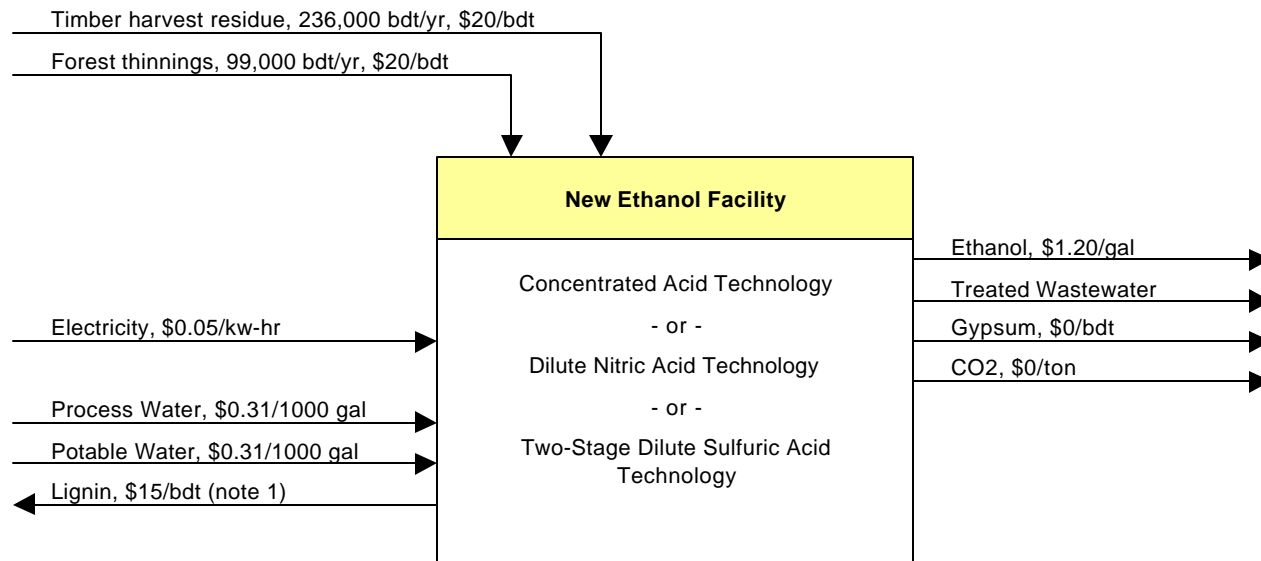 Timber harvest residue, 236,000 bdt/yr, $20/bdt
Forest thinnings, 99,000 bdt/yr, $20/bdt
New Ethanol Facility
Concentrated Acid Technology
- or -
Dilute Nitric Acid Technology
- or -
Two-Stage Dilute Sulfuric Acid
Technology
Electricity, $0.05/kw-hr
Process Water, $0.31/1000 gal
Potable Water, $0.31/1000 gal
Lignin, $15/bdt (note 1)
Ethanol, $1.20/gal
Treated Wastewater
Gypsum, $0/bdt
CO2, $0/ton